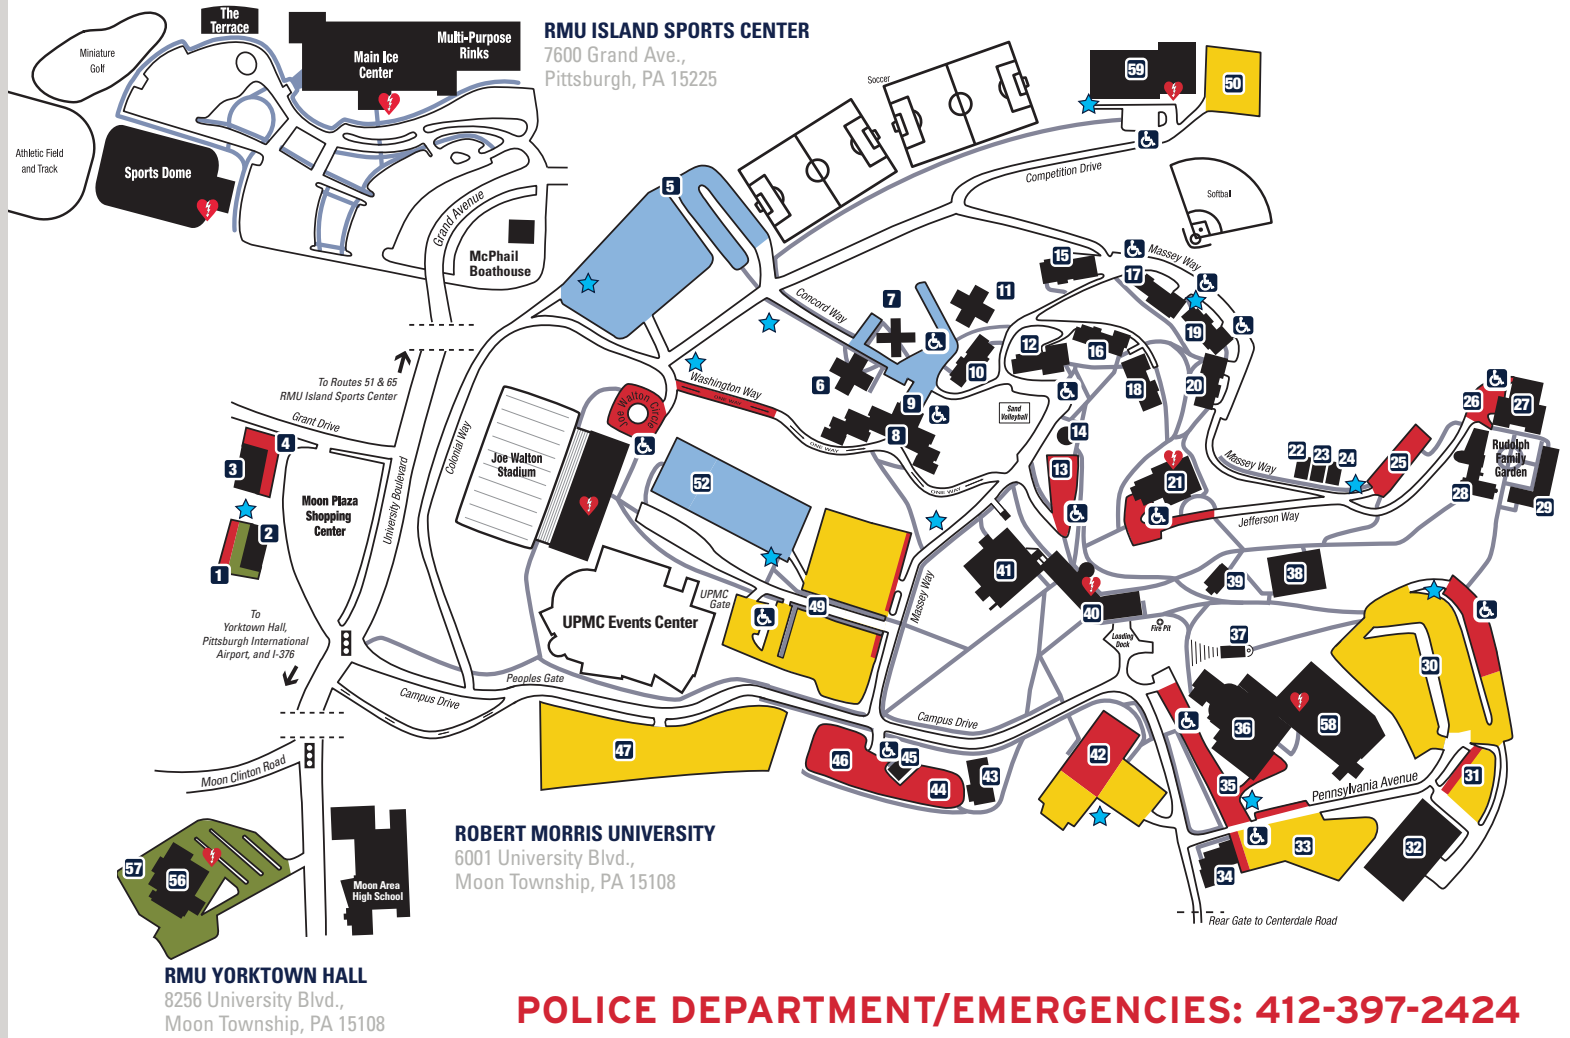 The
Terrace
Miniature
Golf
Main Ice
Center
Multi-Purpose
Rinks
RMU ISLAND SPORTS CENTER
7600 Grand Ave.,
Pittsburgh, PA 15225
Athletic Field
and Track
Sports Dome
Grand Avenue
McPhail
Boathouse
Soccer
59
50
Competition Drive
Softball
5
Massey Way
15
17
11
7
Concord Way
19
12
16
10
6
18
20
9
8
Washington Way
ONE WAY
ONE WAY
ONE WAY
Sand
Volleyball
14
13
21
To Routes 51 & 65
RMU Island Sports Center
Grant Drive
4
3
2
1
Moon Plaza
Shopping
Center
University Boulevard
Colonial Way
Joe Walton
Stadium
Joe Walton Circle
52
26
27
Rudolph
Family
Garden
22
23
24
25
28
29
Massey Way
Jefferson Way
41
40
39
38
Massey Way
UPMC
Gate
49
UPMC Events Center
To
Yorktown Hall,
Pittsburgh International
Airport, and I-376
Fire Pit
Loading
Dock
37
30
Peoples Gate
Campus Drive
Campus Drive
36
58
47
46
45
44
43
42
35
31
Pennsylvania Avenue
33
32
34
Rear Gate to Centerdale Road
Moon Clinton Road
57
56
Moon Area
High School
ROBERT MORRIS UNIVERSITY
6001 University Blvd.,
Moon Township, PA 15108
RMU YORKTOWN HALL
8256 University Blvd.,
Moon Township, PA 15108
POLICE DEPARTMENT/EMERGENCIES: 412-397-2424